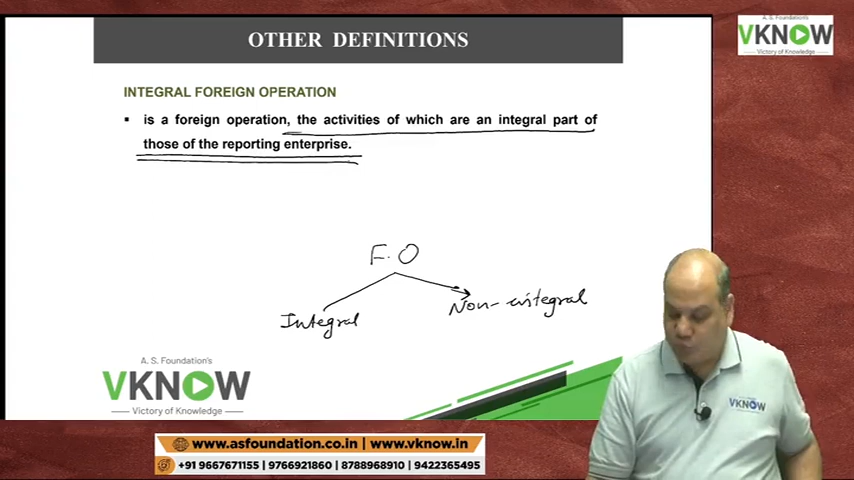 OTHER DEFINITIONS
A. S. Foundation's
VKNOW
Victory of Knowledge
INTEGRAL FOREIGN OPERATION
▪ is a foreign operation, the activities of which are an integral part of
those of the reporting enterprise.
F.O
Integral
Non-integral
A. S. Foundation's
VKNOW
Victory of Knowledge
VKNOW
www.asfoundation.co.in | www.vknow.in
+91 9667671155 | 9766921860 | 8788968910 | 9422365495